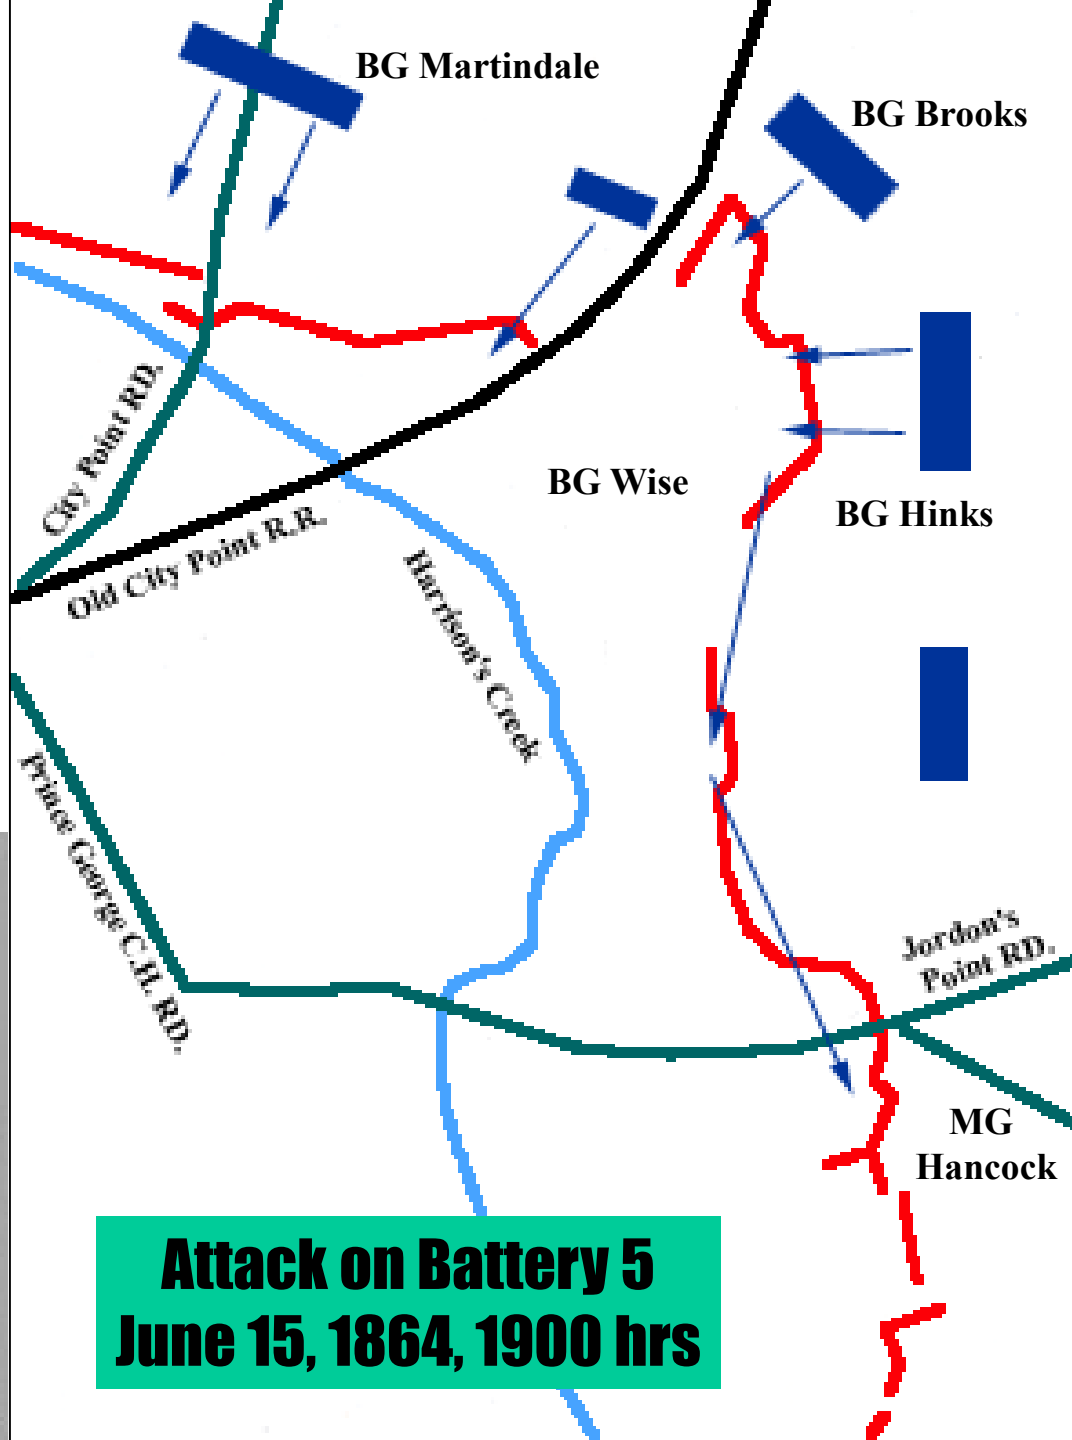 BG Martindale
BG Brooks
City Point RD.
BG Wise
BG Hinks
Old City Point R.R.
Harrison's Creek
Prince George C.H. RD.
Jordon's
Point RD.
MG
Hancock
Attack on Battery 5
June 15, 1864, 1900 hrs